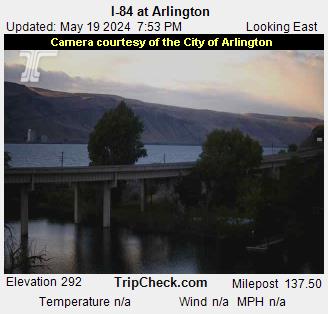 I-84 at Arlington
Updated: May 19 2024 7:53 PM Looking East
Camera courtesy of the City of Arlington
Elevation 292 TripCheck.com Milepost 137.50
Temperature n/a Wind n/a MPH n/a